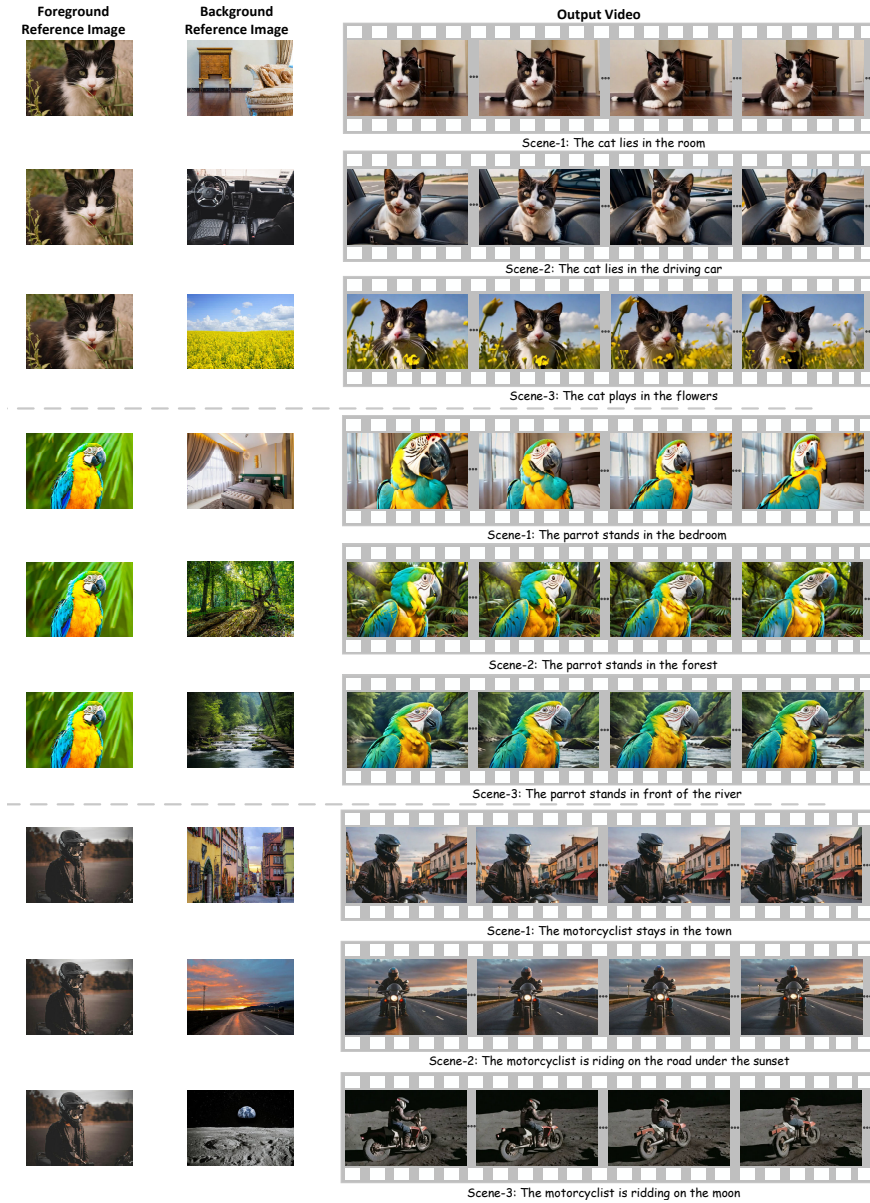 Foreground
Reference Image
Background
Reference Image
Output Video
Scene-1: The cat lies in the room
Scene-2: The cat lies in the driving car
Scene-3: The cat plays in the flowers
Scene-1: The parrot stands in the bedroom
Scene-2: The parrot stands in the forest
Scene-3: The parrot stands in front of the river
Scene-1: The motorcyclist stays in the town
Scene-2: The motorcyclist is riding on the road under the sunset
Scene-3: The motorcyclist is ridding on the moon